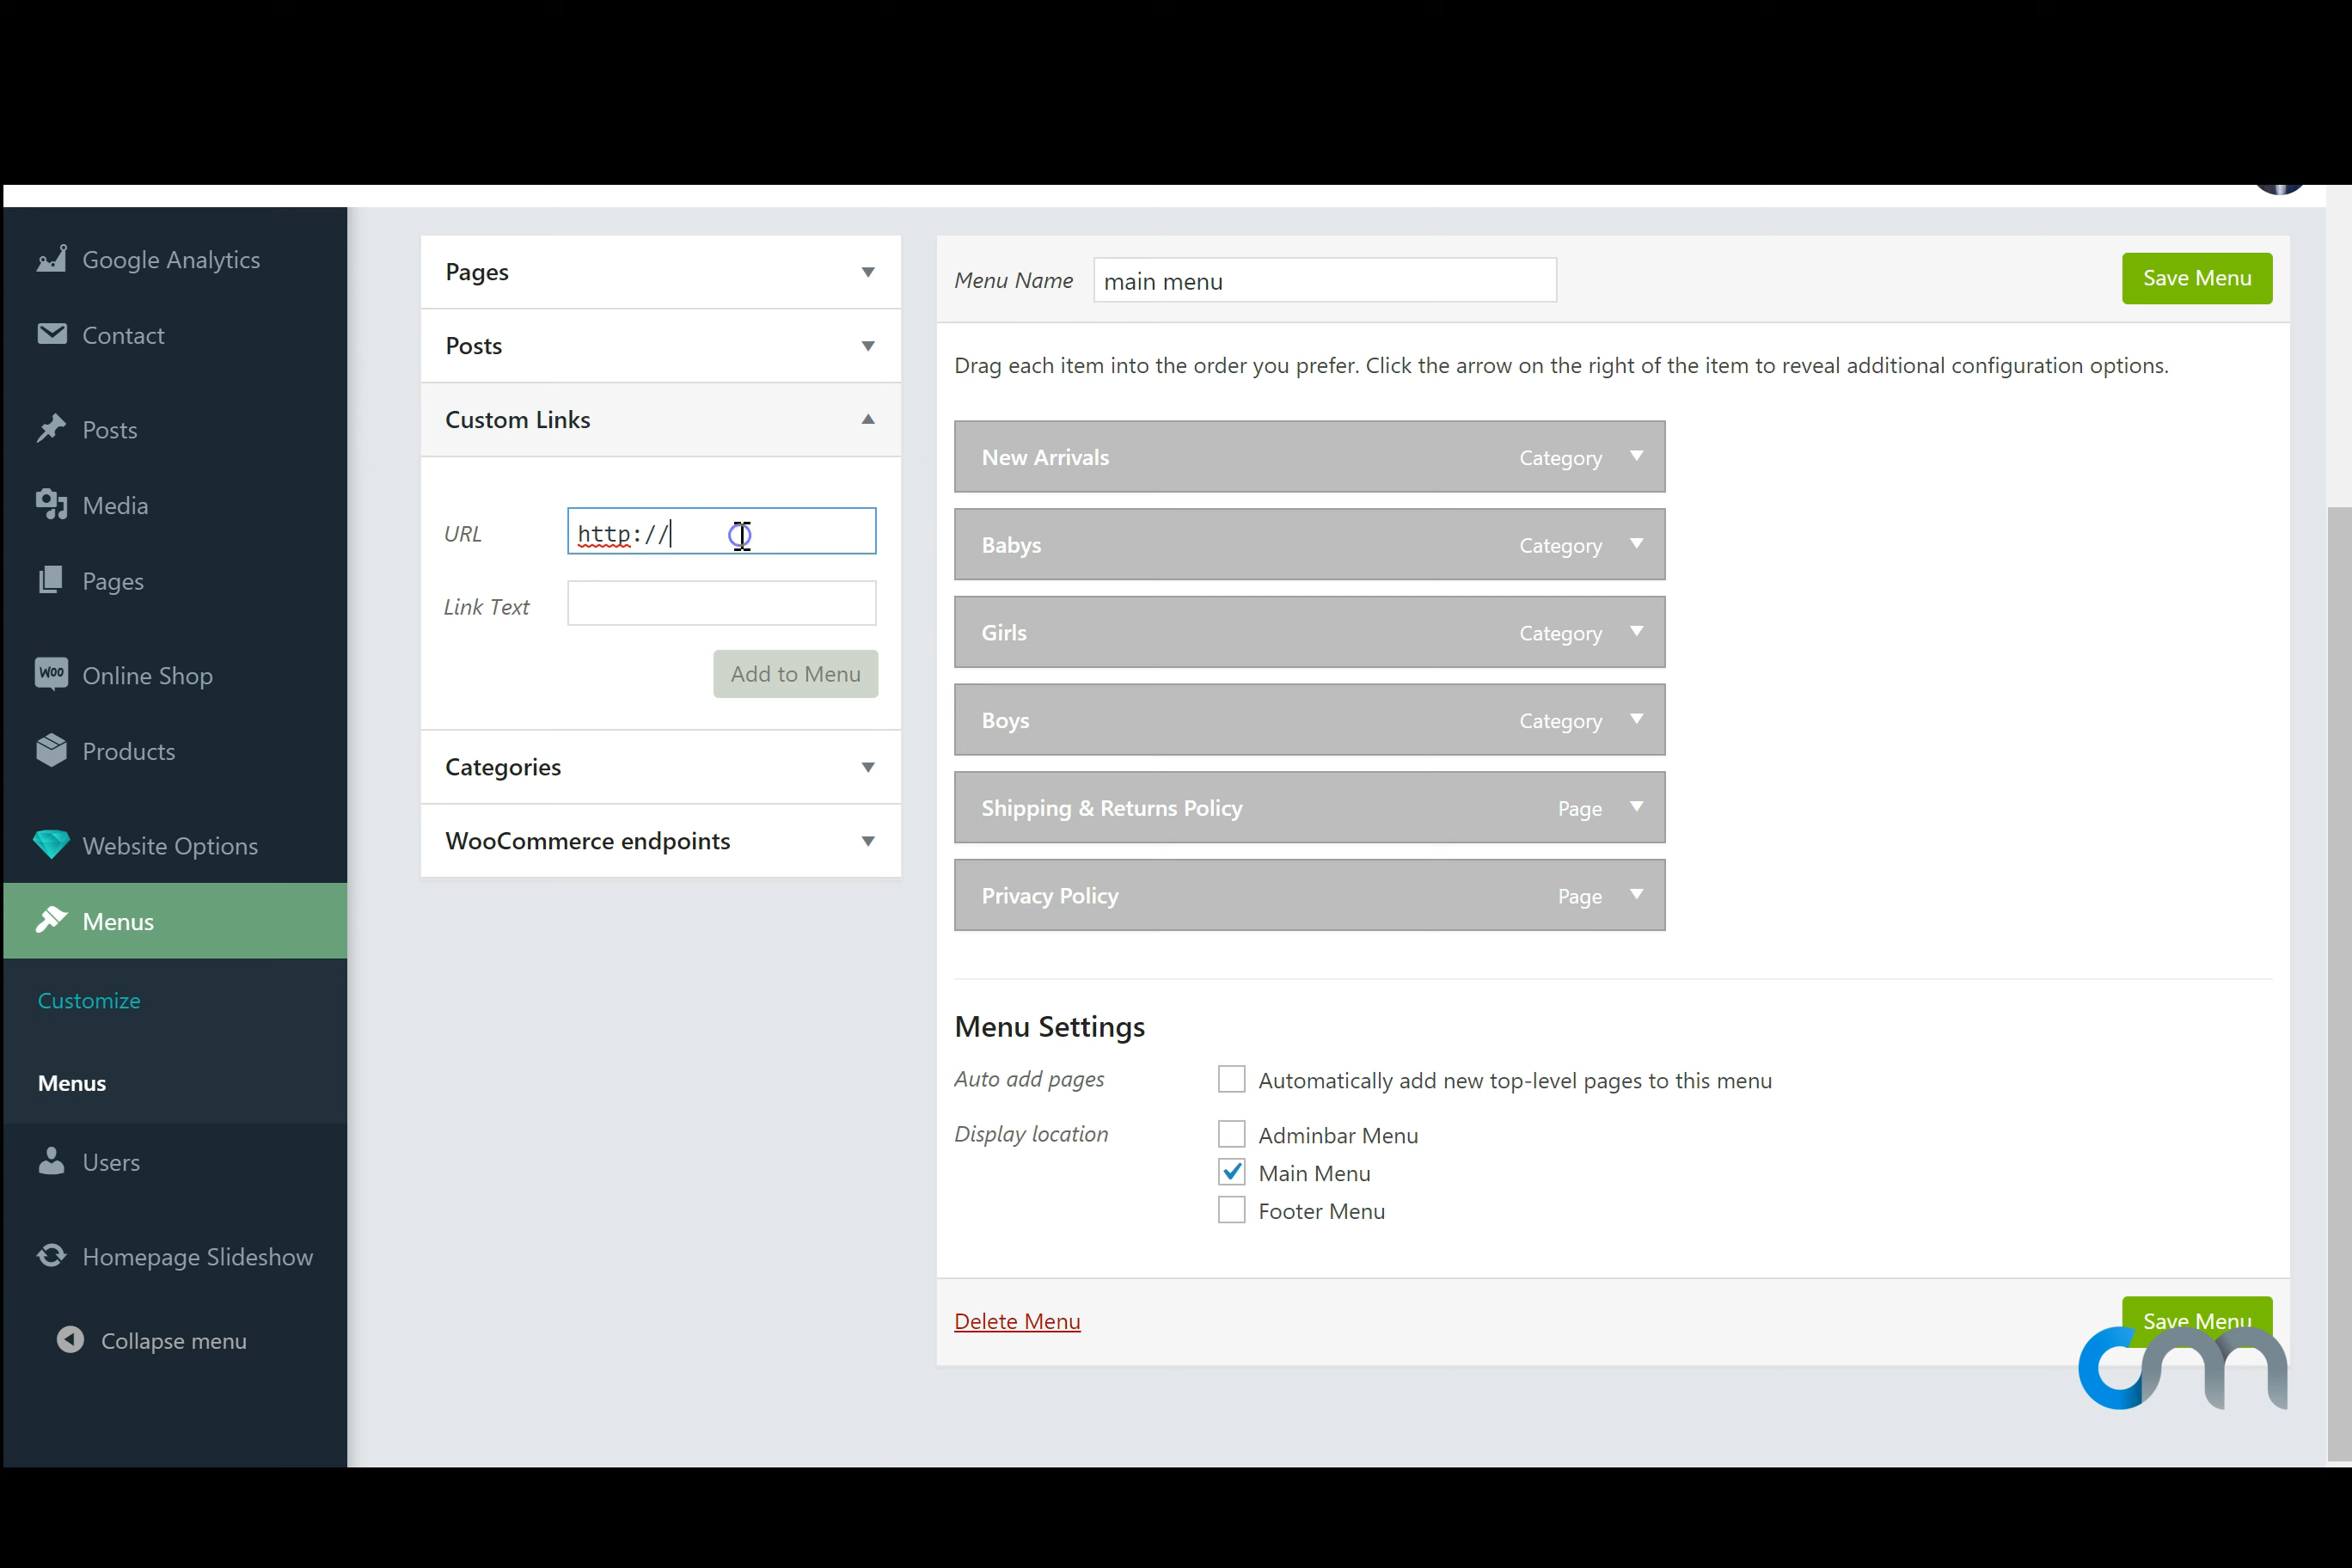 Google Analytics
Contact
Posts
Media
Pages
Woo Online Shop
Products
Website Options
Menus
Customize
Menus
Users
Homepage Slideshow
Collapse menu
Pages
Posts
Custom Links
URL http://
Link Text
Add to Menu
Categories
WooCommerce endpoints
Menu Name main menu Save Menu
Drag each item into the order you prefer. Click the arrow on the right of the item to reveal additional configuration options.
New Arrivals Category
Babys Category
Girls Category
Boys Category
Shipping & Returns Policy Page
Privacy Policy Page
Menu Settings
Auto add pages Automatically add new top-level pages to this menu
Display location Adminbar Menu
Main Menu
Footer Menu
Delete Menu Save Menu
cm